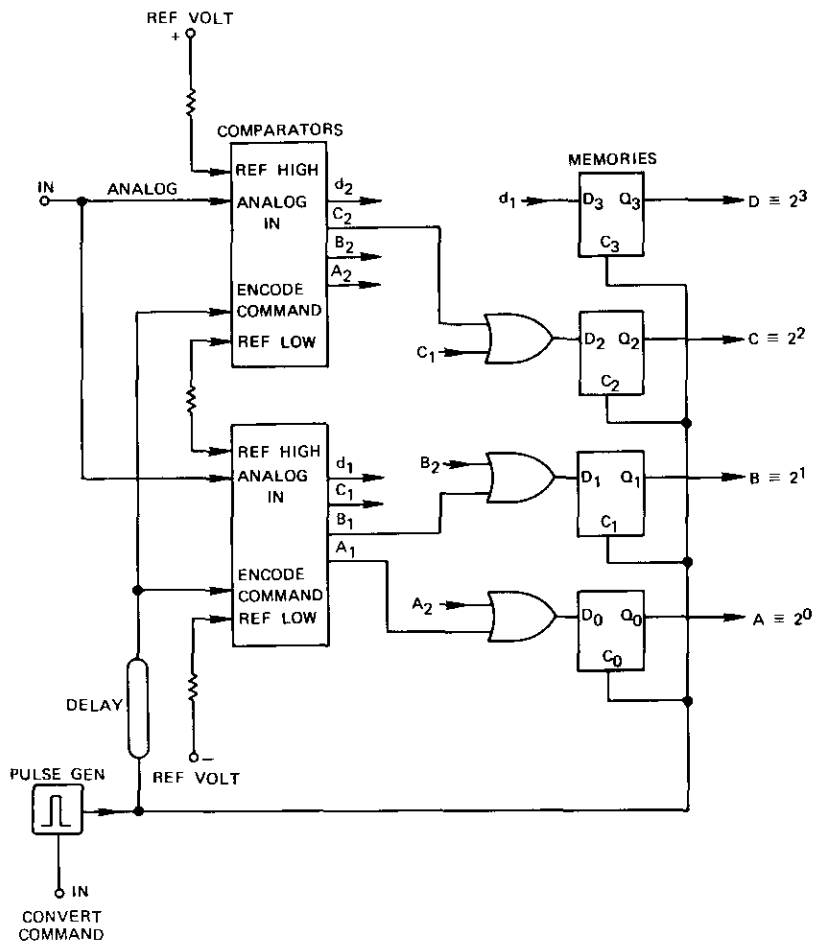 REF VOLT
+
COMPARATORS
REF HIGH
IN
ANALOG
ANALOG
IN
ENCODE
COMMAND
REF LOW
d2
C2
B2
A2
MEMORIES
d1
D3 Q3
C3
D ≡ 2^3
C1
D2 Q2
C2
C ≡ 2^2
REF HIGH
ANALOG
IN
ENCODE
COMMAND
REF LOW
d1
C1
B1
A1
B2
D1 Q1
C1
B ≡ 2^1
A2
D0 Q0
C0
A ≡ 2^0
DELAY
−
REF VOLT
PULSE GEN
IN
CONVERT
COMMAND